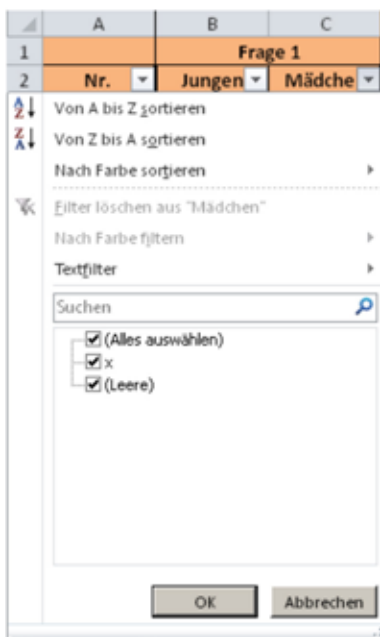 A B C
1 Frage 1
2 Nr. Jungen Mädche
Von A bis Z sortieren
Von Z bis A sortieren
Nach Farbe sortieren
Filter löschen aus "Mädchen"
Nach Farbe filtern
Textfilter
Suchen
(Alles auswählen)
x
(Leere)
OK Abbrechen